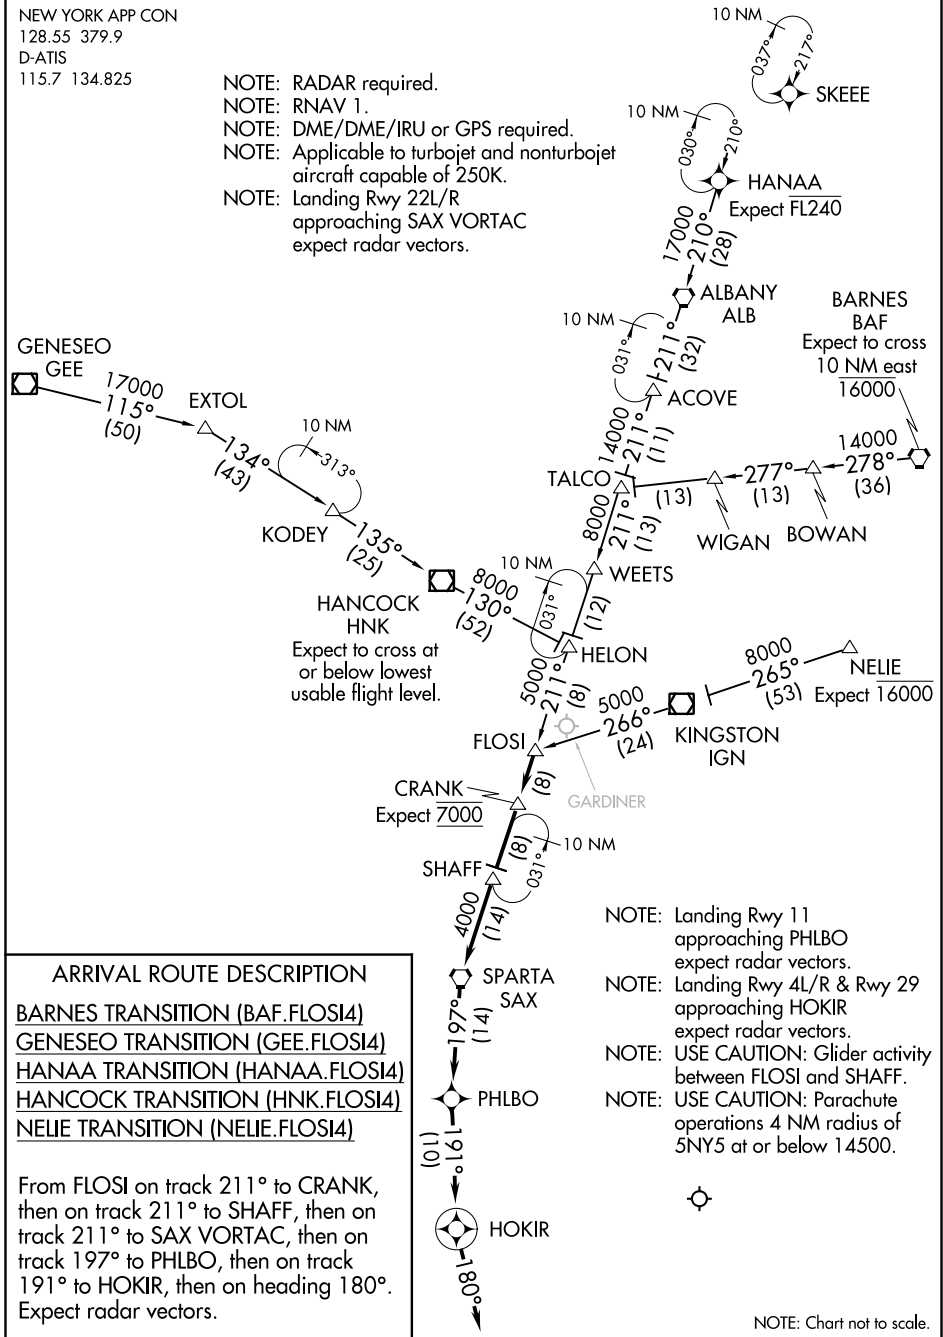 NEW YORK APP CON
128.55 379.9
D-ATIS
115.7 134.825
NOTE: RADAR required.
NOTE: RNAV 1.
NOTE: DME/DME/IRU or GPS required.
NOTE: Applicable to turbojet and nonturbojet
aircraft capable of 250K.
NOTE: Landing Rwy 22L/R
approaching SAX VORTAC
expect radar vectors.
10 NM
037°
217°
SKEEE
10 NM
030°
210°
HANAA
Expect FL240
17000
210°
(28)
ALBANY
ALB
10 NM
031°
211°
(32)
ACOVE
BARNES
BAF
Expect to cross
10 NM east
16000
GENESEO
GEE
17000
115°
(50)
EXTOL
134°
(43)
10 NM
313°
KODEY
135°
(25)
14000
211°
(11)
TALCO
14000
278°
(36)
BOWAN
277°
(13)
WIGAN
(13)
8000
211°
(13)
WEETS
10 NM
031°
(12)
HANCOCK
HNK
Expect to cross at
or below lowest
usable flight level.
8000
130°
(52)
HELON
8000
265°
(53)
NELIE
Expect 16000
5000
211°
(8)
5000
266°
(24)
KINGSTON
IGN
FLOSI
GARDINER
(8)
CRANK
Expect 7000
(8)
10 NM
031°
SHAFF
4000
(14)
SPARTA
SAX
197°
(14)
PHLBO
191°
(10)
HOKIR
180°
NOTE: Landing Rwy 11
approaching PHLBO
expect radar vectors.
NOTE: Landing Rwy 4L/R & Rwy 29
approaching HOKIR
expect radar vectors.
NOTE: USE CAUTION: Glider activity
between FLOSI and SHAFF.
NOTE: USE CAUTION: Parachute
operations 4 NM radius of
5NY5 at or below 14500.
ARRIVAL ROUTE DESCRIPTION
BARNES TRANSITION (BAF.FLOSI4)
GENESEO TRANSITION (GEE.FLOSI4)
HANAA TRANSITION (HANAA.FLOSI4)
HANCOCK TRANSITION (HNK.FLOSI4)
NELIE TRANSITION (NELIE.FLOSI4)
From FLOSI on track 211° to CRANK,
then on track 211° to SHAFF, then on
track 211° to SAX VORTAC, then on
track 197° to PHLBO, then on track
191° to HOKIR, then on heading 180°.
Expect radar vectors.
NOTE: Chart not to scale.